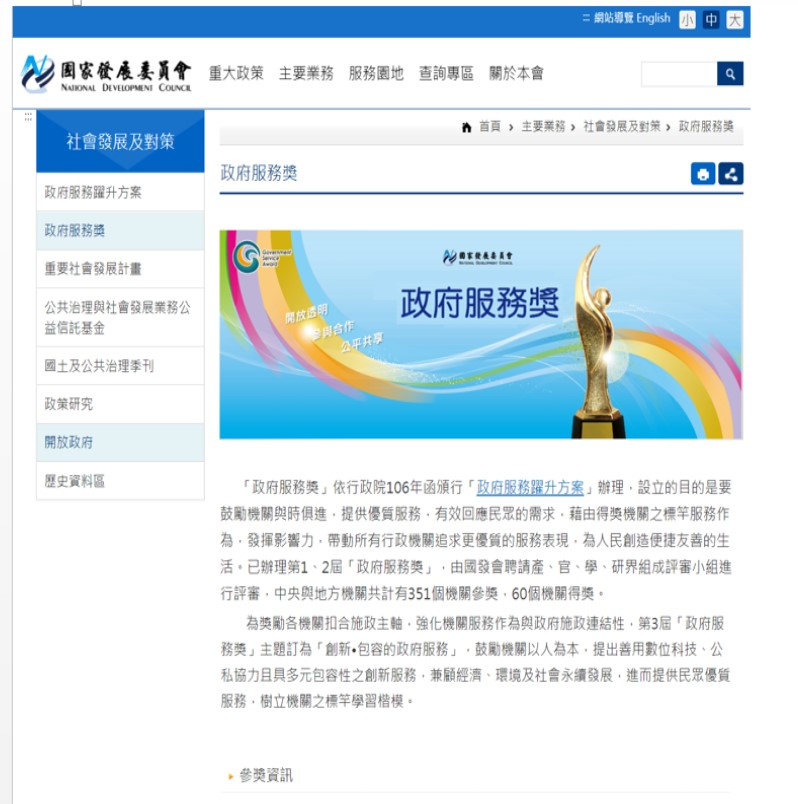 網站導覽 English 小 中 大
國家發展委員會
NATIONAL DEVELOPMENT COUNCIL
重大政策 主要業務 服務園地 查詢專區 關於本會
首頁 › 主要業務 › 社會發展及對策 › 政府服務獎
社會發展及對策
政府服務躍升方案
政府服務獎
重要社會發展計畫
公共治理與社會發展業務公
益信託基金
國土及公共治理季刊
政策研究
開放政府
歷史資料區
政府服務獎
Government
Service
Award
國家發展委員會
NATIONAL DEVELOPMENT COUNCIL
政府服務獎
開放透明
參與合作
公平共享
「政府服務獎」依行政院106年函頒行「政府服務躍升方案」辦理，設立的目的是要
鼓勵機關與時俱進，提供優質服務，有效回應民眾的需求，藉由得獎機關之標竿服務作
為，發揮影響力，帶動所有行政機關追求更優質的服務表現，為人民創造便捷友善的生
活。已辦理第1、2屆「政府服務獎」，由國發會聘請產、官、學、研界組成評審小組進
行評審，中央與地方機關共計有351個機關參獎，60個機關得獎。
為獎勵各機關扣合施政主軸，強化機關服務作為與政府施政連結性，第3屆「政府服
務獎」主題訂為「創新•包容的政府服務」，鼓勵機關以人為本，提出善用數位科技、公
私協力且具多元包容性之創新服務，兼顧經濟、環境及社會永續發展，進而提供民眾優質
服務，樹立機關之標竿學習楷模。
參獎資訊